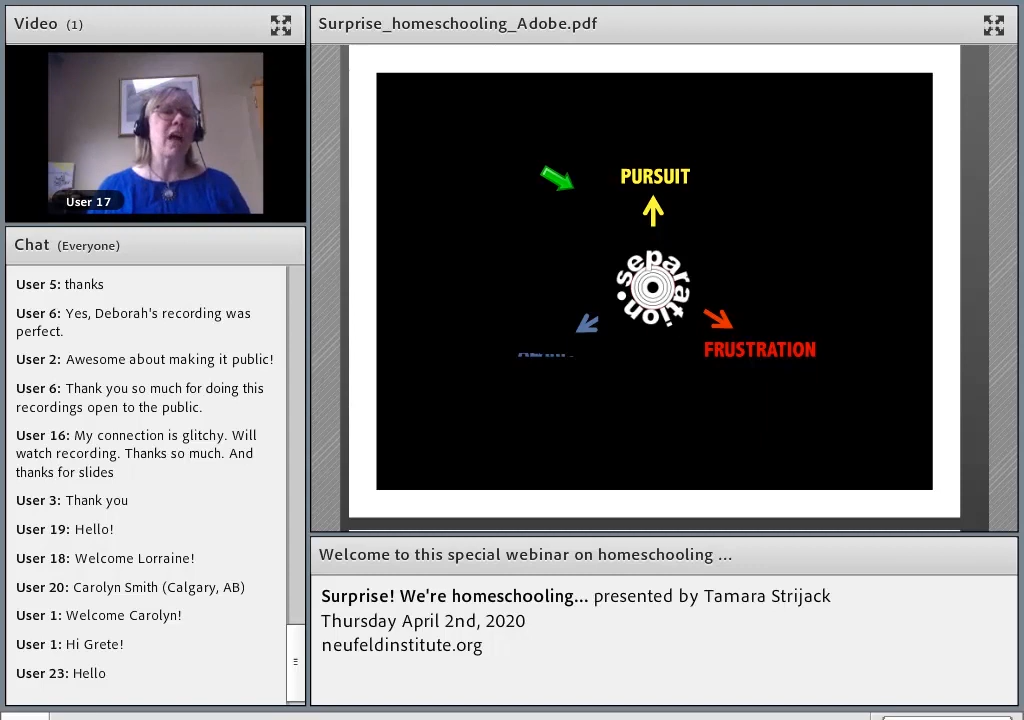 Video (1)
User 17
Chat (Everyone)
User 5: thanks
User 6: Yes, Deborah's recording was
perfect.
User 2: Awesome about making it public!
User 6: Thank you so much for doing this
recordings open to the public.
User 16: My connection is glitchy. Will
watch recording. Thanks so much. And
thanks for slides
User 3: Thank you
User 19: Hello!
User 18: Welcome Lorraine!
User 20: Carolyn Smith (Calgary, AB)
User 1: Welcome Carolyn!
User 1: Hi Grete!
User 23: Hello
Surprise_homeschooling_Adobe.pdf
PURSUIT
separation
FRUSTRATION
Welcome to this special webinar on homeschooling ...
Surprise! We're homeschooling... presented by Tamara Strijack
Thursday April 2nd, 2020
neufeldinstitute.org